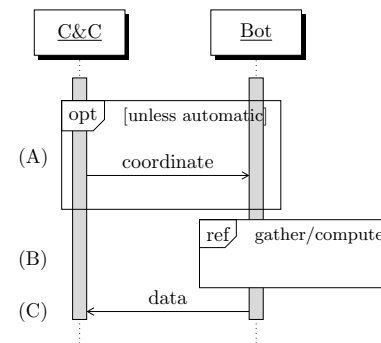 C&C Bot
opt [unless automatic]
(A)
coordinate
ref gather/compute
(B)
data
(C)